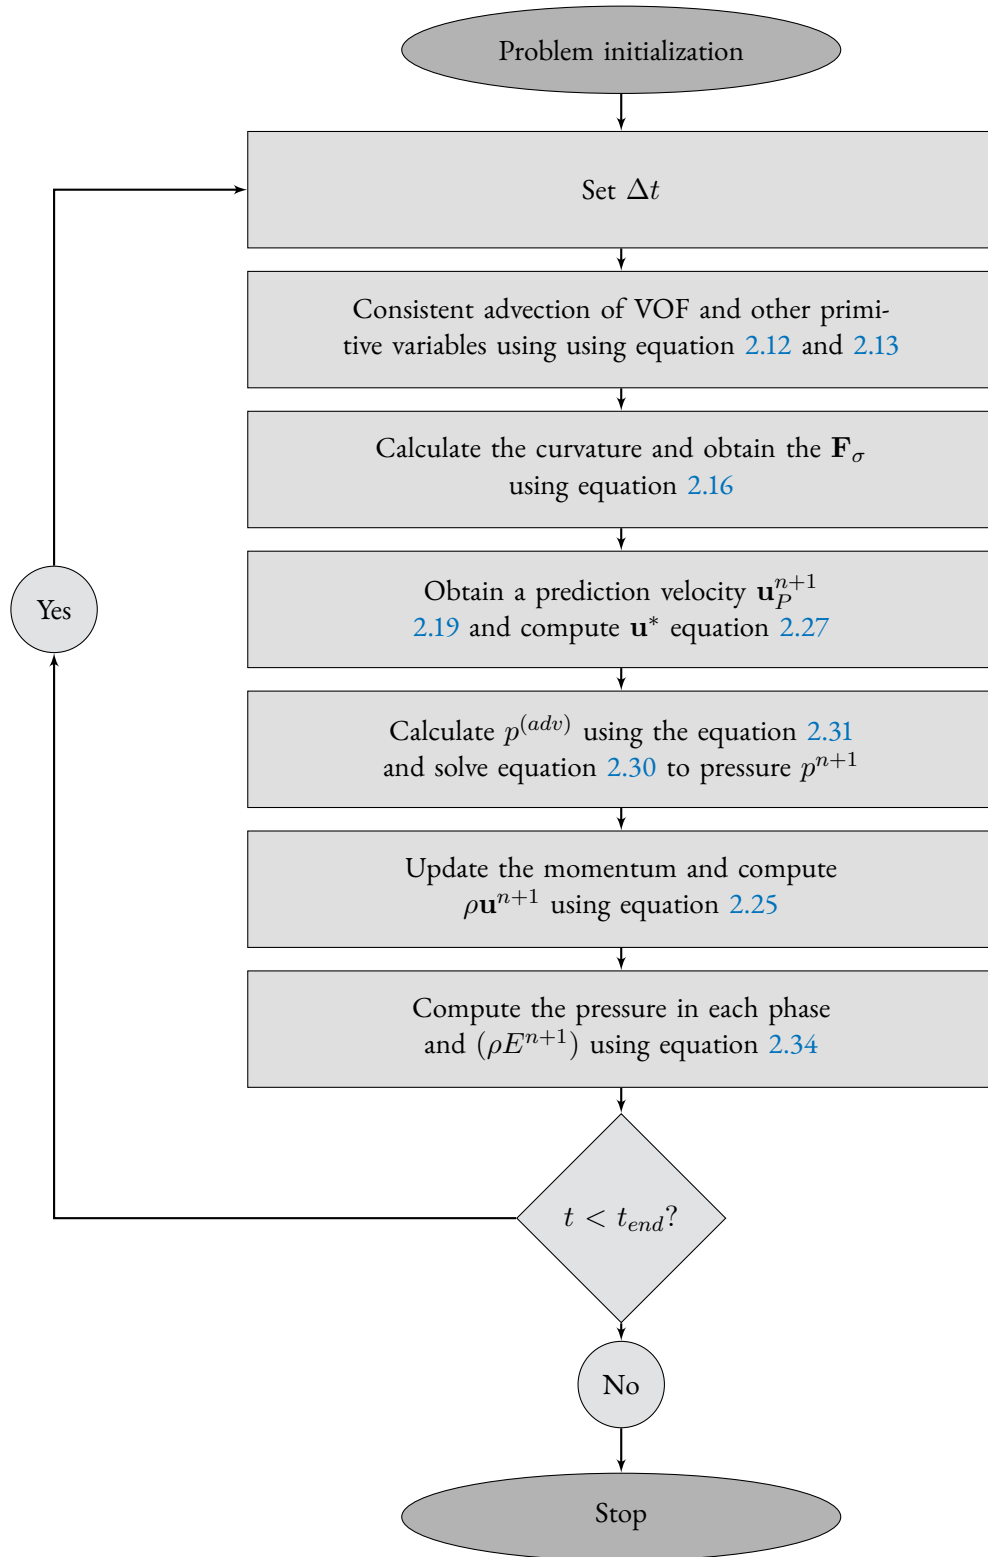 Problem initialization
Set Δt
Consistent advection of VOF and other primi-
tive variables using using equation 2.12 and 2.13
Calculate the curvature and obtain the F_σ
using equation 2.16
Obtain a prediction velocity u_P^{n+1}
2.19 and compute u* equation 2.27
Calculate p^{(adv)} using the equation 2.31
and solve equation 2.30 to pressure p^{n+1}
Update the momentum and compute
ρu^{n+1} using equation 2.25
Compute the pressure in each phase
and (ρE^{n+1}) using equation 2.34
t < t_{end}?
Yes
No
Stop